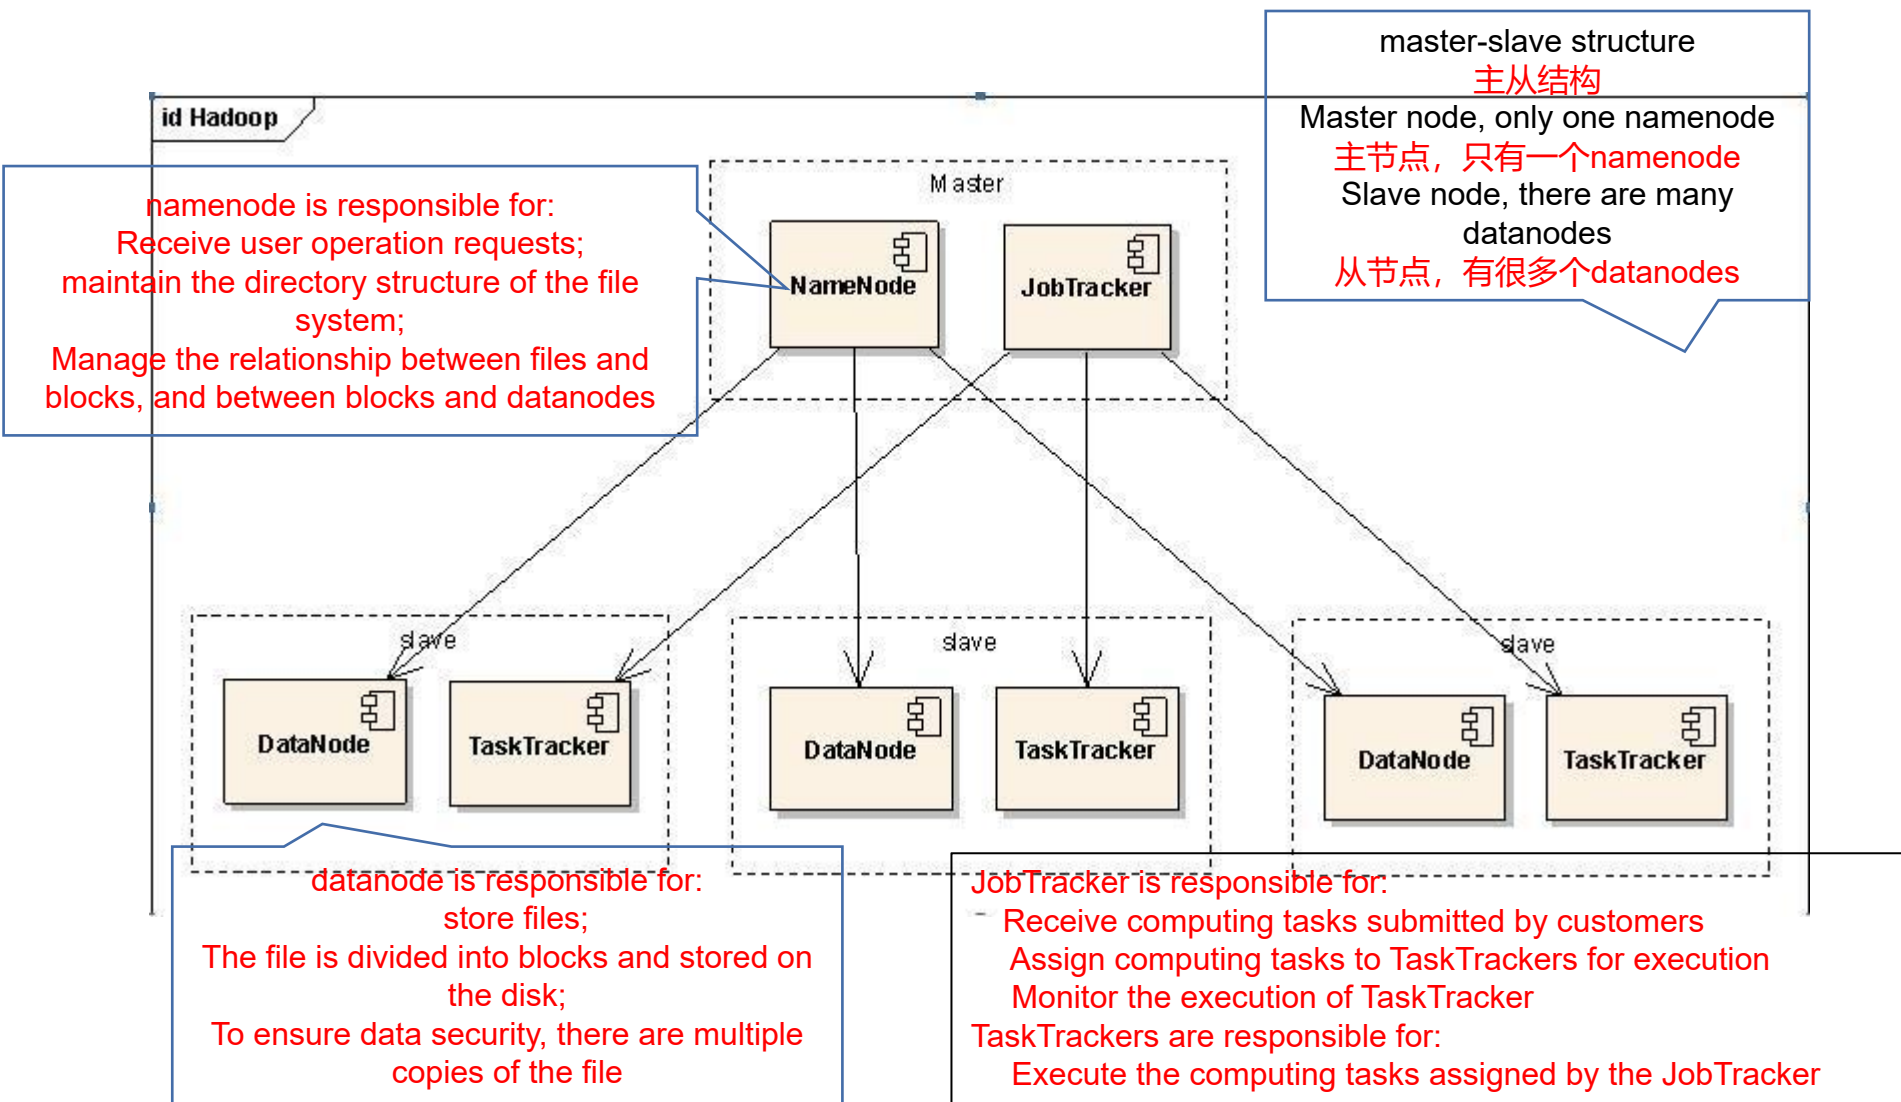 master-slave structure
主从结构
Master node, only one namenode
主节点，只有一个namenode
Slave node, there are many
datanodes
从节点，有很多个datanodes
id Hadoop
namenode is responsible for:
Receive user operation requests;
maintain the directory structure of the file
system;
Manage the relationship between files and
blocks, and between blocks and datanodes
Master
NameNode
JobTracker
slave
DataNode
TaskTracker
slave
DataNode
TaskTracker
slave
DataNode
TaskTracker
datanode is responsible for:
store files;
The file is divided into blocks and stored on
the disk;
To ensure data security, there are multiple
copies of the file
JobTracker is responsible for:
Receive computing tasks submitted by customers
Assign computing tasks to TaskTrackers for execution
Monitor the execution of TaskTracker
TaskTrackers are responsible for:
Execute the computing tasks assigned by the JobTracker